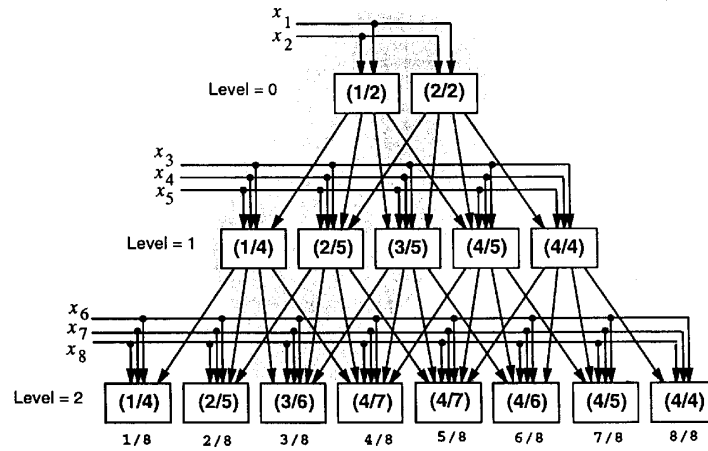 x1
x2
Level = 0 (1/2) (2/2)
x3
x4
x5
Level = 1 (1/4) (2/5) (3/5) (4/5) (4/4)
x6
x7
x8
Level = 2 (1/4) (2/5) (3/6) (4/7) (4/7) (4/6) (4/5) (4/4)
1/8 2/8 3/8 4/8 5/8 6/8 7/8 8/8